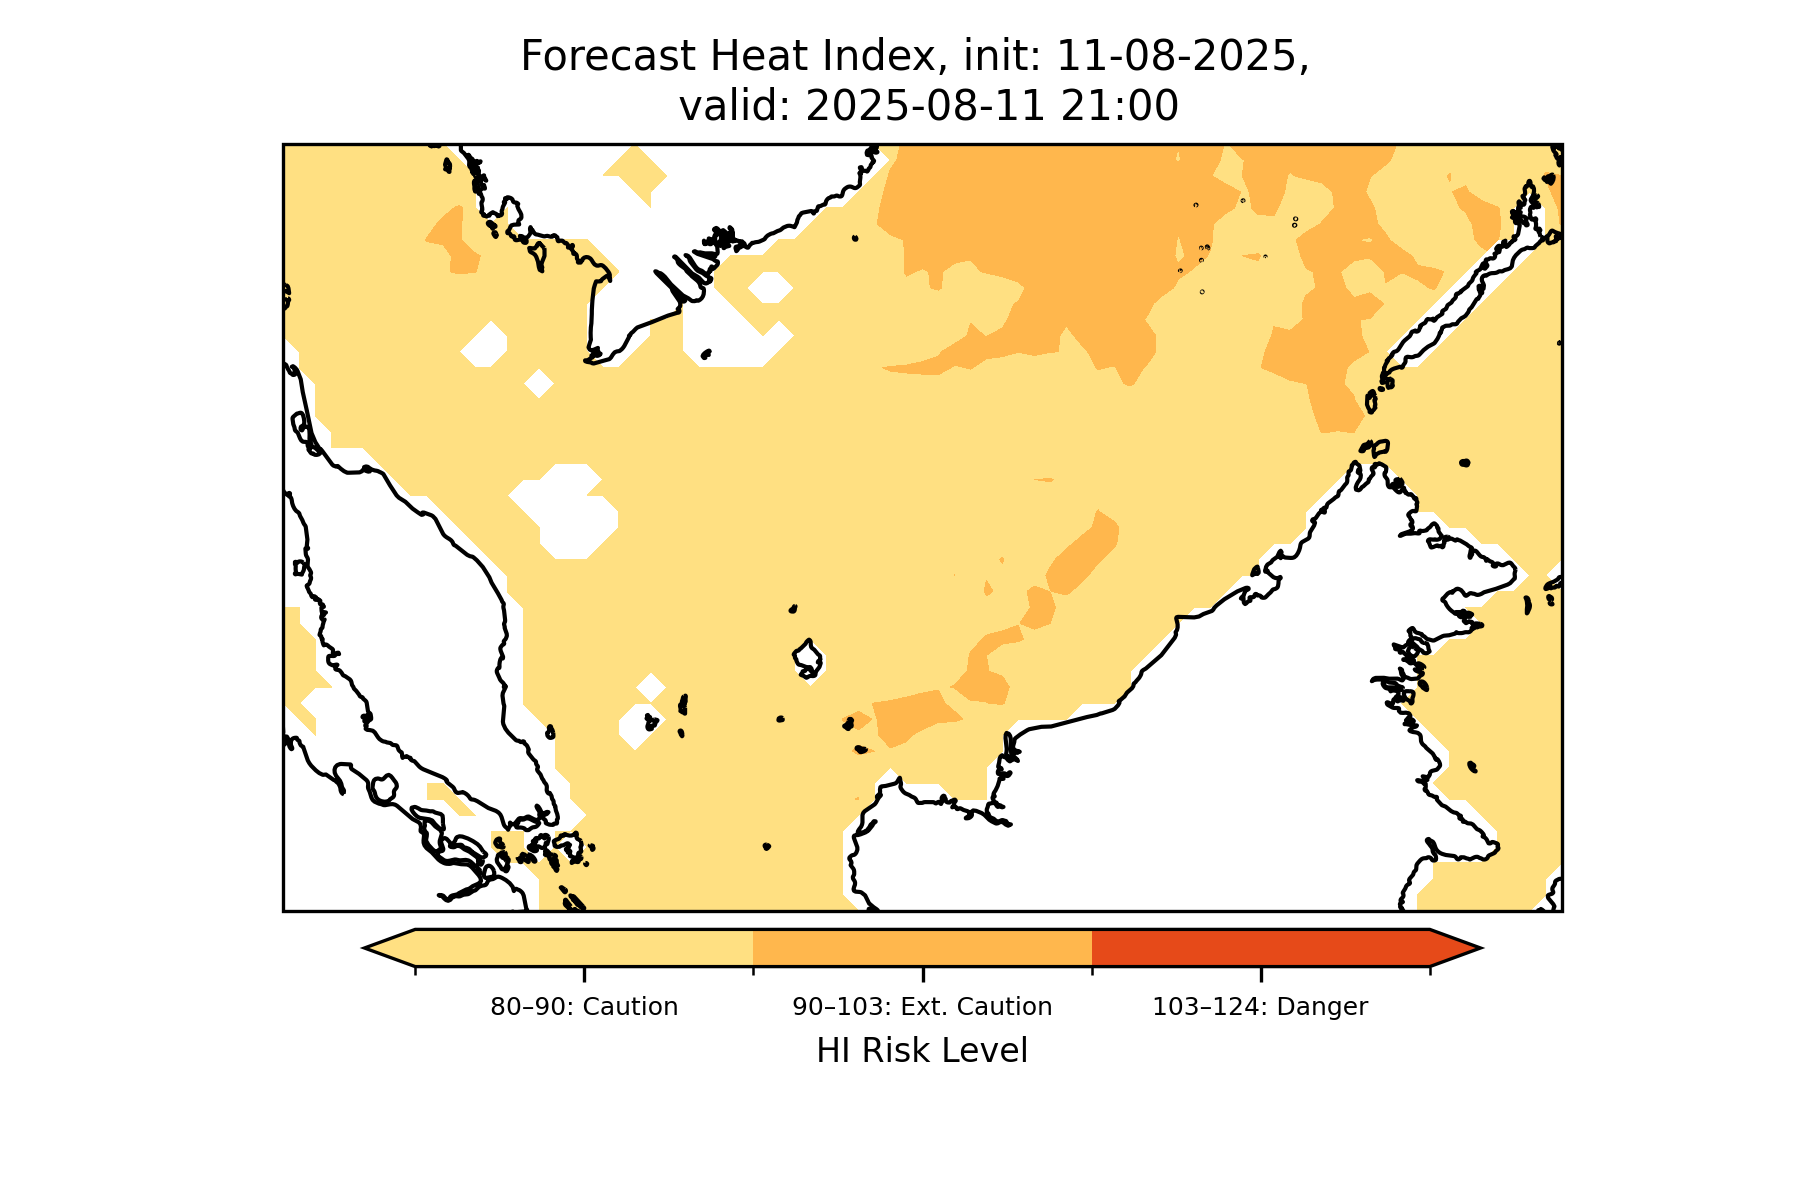 Forecast Heat Index, init: 11-08-2025,
valid: 2025-08-11 21:00
80–90: Caution
90–103: Ext. Caution
103–124: Danger
HI Risk Level